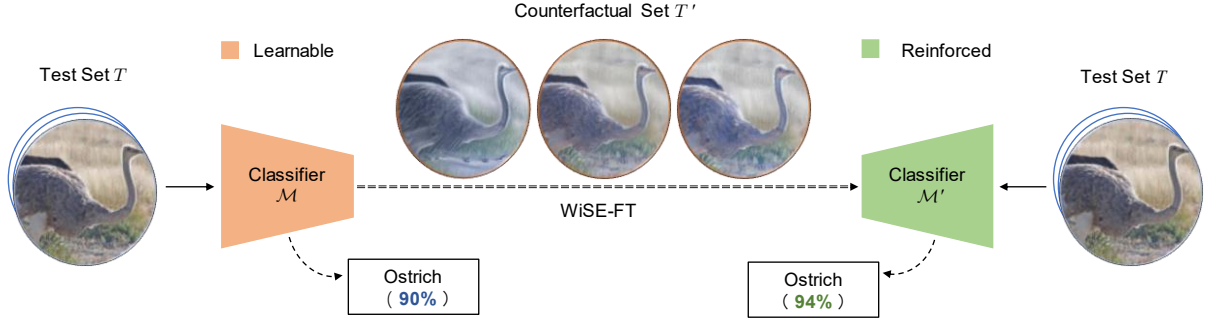 Counterfactual Set T ′
Learnable
Reinforced
Test Set T
Test Set T
Classifier
ℳ
Classifier
ℳ′
WiSE-FT
Ostrich
( 90% )
Ostrich
( 94% )